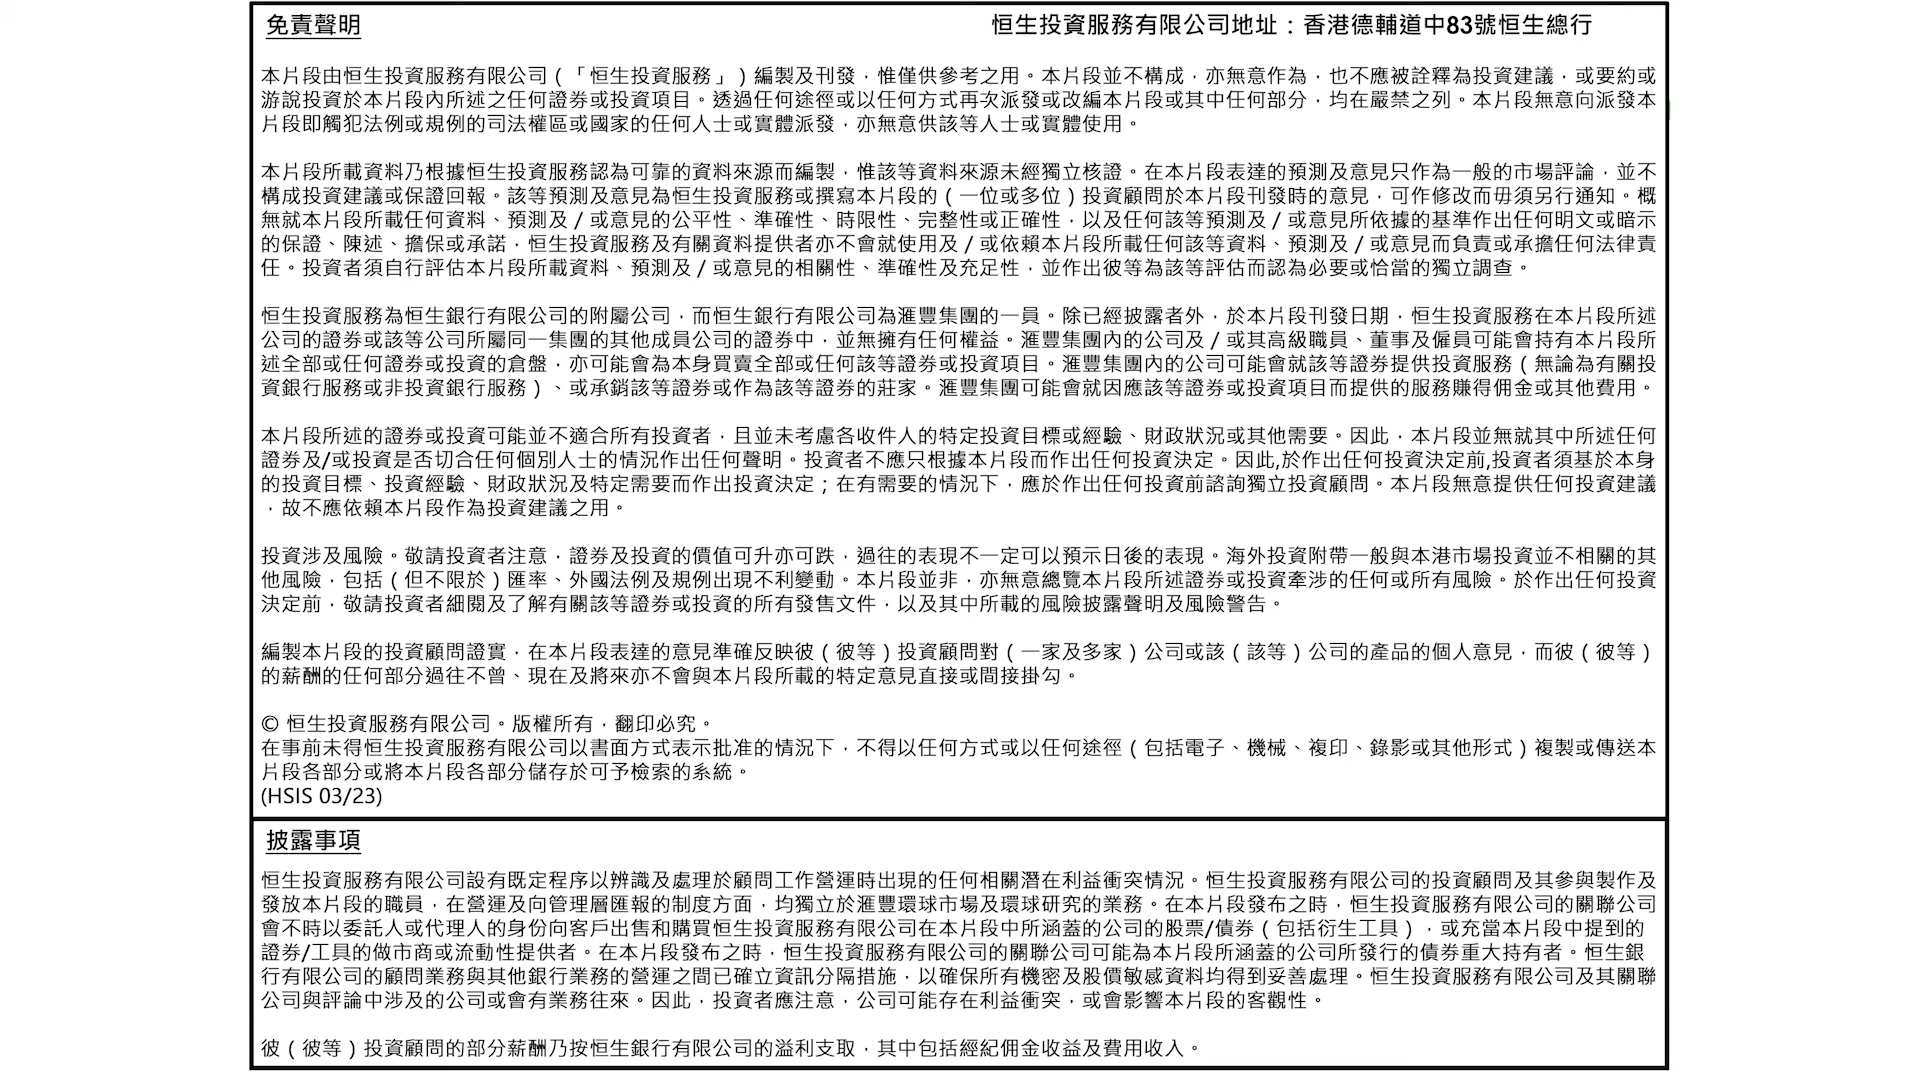 免責聲明
恒生投資服務有限公司地址：香港德輔道中83號恒生總行
本片段由恒生投資服務有限公司（「恒生投資服務」）編製及刊發，惟僅供參考之用。本片段並不構成，亦無意作為，也不應被詮釋為投資建議，或要約或
游說投資於本片段內所述之任何證券或投資項目。透過任何途徑或以任何方式再次派發或改編本片段或其中任何部分，均在嚴禁之列。本片段無意向派發本
片段即觸犯法例或規例的司法權區或國家的任何人士或實體派發，亦無意供該等人士或實體使用。
本片段所載資料乃根據恒生投資服務認為可靠的資料來源而編製，惟該等資料來源未經獨立核證。在本片段表達的預測及意見只作為一般的市場評論，並不
構成投資建議或保證回報。該等預測及意見為恒生投資服務或撰寫本片段的（一位或多位）投資顧問於本片段刊發時的意見，可作修改而毋須另行通知。概
無就本片段所載任何資料、預測及／或意見的公平性、準確性、時限性、完整性或正確性，以及任何該等預測及／或意見所依據的基準作出任何明文或暗示
的保證、陳述、擔保或承諾，恒生投資服務及有關資料提供者亦不會就使用及／或依賴本片段所載任何該等資料、預測及／或意見而負責或承擔任何法律責
任。投資者須自行評估本片段所載資料、預測及／或意見的相關性、準確性及充足性，並作出彼等為該等評估而認為必要或恰當的獨立調查。
恒生投資服務為恒生銀行有限公司的附屬公司，而恒生銀行有限公司為滙豐集團的一員。除已經披露者外，於本片段刊發日期，恒生投資服務在本片段所述
公司的證券或該等公司所屬同一集團的其他成員公司的證券中，並無擁有任何權益。滙豐集團內的公司及／或其高級職員、董事及僱員可能會持有本片段所
述全部或任何證券或投資的倉盤，亦可能會為本身買賣全部或任何該等證券或投資項目。滙豐集團內的公司可能會就該等證券提供投資服務（無論為有關投
資銀行服務或非投資銀行服務）、或承銷該等證券或作為該等證券的莊家。滙豐集團可能會就因應該等證券或投資項目而提供的服務賺得佣金或其他費用。
本片段所述的證券或投資可能並不適合所有投資者，且並未考慮各收件人的特定投資目標或經驗、財政狀況或其他需要。因此，本片段並無就其中所述任何
證券及/或投資是否切合任何個別人士的情況作出任何聲明。投資者不應只根據本片段而作出任何投資決定。因此,於作出任何投資決定前,投資者須基於本身
的投資目標、投資經驗、財政狀況及特定需要而作出投資決定；在有需要的情況下，應於作出任何投資前諮詢獨立投資顧問。本片段無意提供任何投資建議
，故不應依賴本片段作為投資建議之用。
投資涉及風險。敬請投資者注意，證券及投資的價值可升亦可跌，過往的表現不一定可以預示日後的表現。海外投資附帶一般與本港市場投資並不相關的其
他風險，包括（但不限於）匯率、外國法例及規例出現不利變動。本片段並非，亦無意總覽本片段所述證券或投資牽涉的任何或所有風險。於作出任何投資
決定前，敬請投資者細閱及了解有關該等證券或投資的所有發售文件，以及其中所載的風險披露聲明及風險警告。
編製本片段的投資顧問證實，在本片段表達的意見準確反映彼（彼等）投資顧問對（一家及多家）公司或該（該等）公司的產品的個人意見，而彼（彼等）
的薪酬的任何部分過往不曾、現在及將來亦不會與本片段所載的特定意見直接或間接掛勾。
© 恒生投資服務有限公司。版權所有，翻印必究。
在事前未得恒生投資服務有限公司以書面方式表示批准的情況下，不得以任何方式或以任何途徑（包括電子、機械、複印、錄影或其他形式）複製或傳送本
片段各部分或將本片段各部分儲存於可予檢索的系統。
(HSIS 03/23)
披露事項
恒生投資服務有限公司設有既定程序以辨識及處理於顧問工作營運時出現的任何相關潛在利益衝突情況。恒生投資服務有限公司的投資顧問及其參與製作及
發放本片段的職員，在營運及向管理層匯報的制度方面，均獨立於滙豐環球市場及環球研究的業務。在本片段發布之時，恒生投資服務有限公司的關聯公司
會不時以委託人或代理人的身份向客戶出售和購買恒生投資服務有限公司在本片段中所涵蓋的公司的股票/債券（包括衍生工具），或充當本片段中提到的
證券/工具的做市商或流動性提供者。在本片段發布之時，恒生投資服務有限公司的關聯公司可能為本片段所涵蓋的公司所發行的債券重大持有者。恒生銀
行有限公司的顧問業務與其他銀行業務的營運之間已確立資訊分隔措施，以確保所有機密及股價敏感資料均得到妥善處理。恒生投資服務有限公司及其關聯
公司與評論中涉及的公司或會有業務往來。因此，投資者應注意，公司可能存在利益衝突，或會影響本片段的客觀性。
彼（彼等）投資顧問的部分薪酬乃按恒生銀行有限公司的溢利支取，其中包括經紀佣金收益及費用收入。